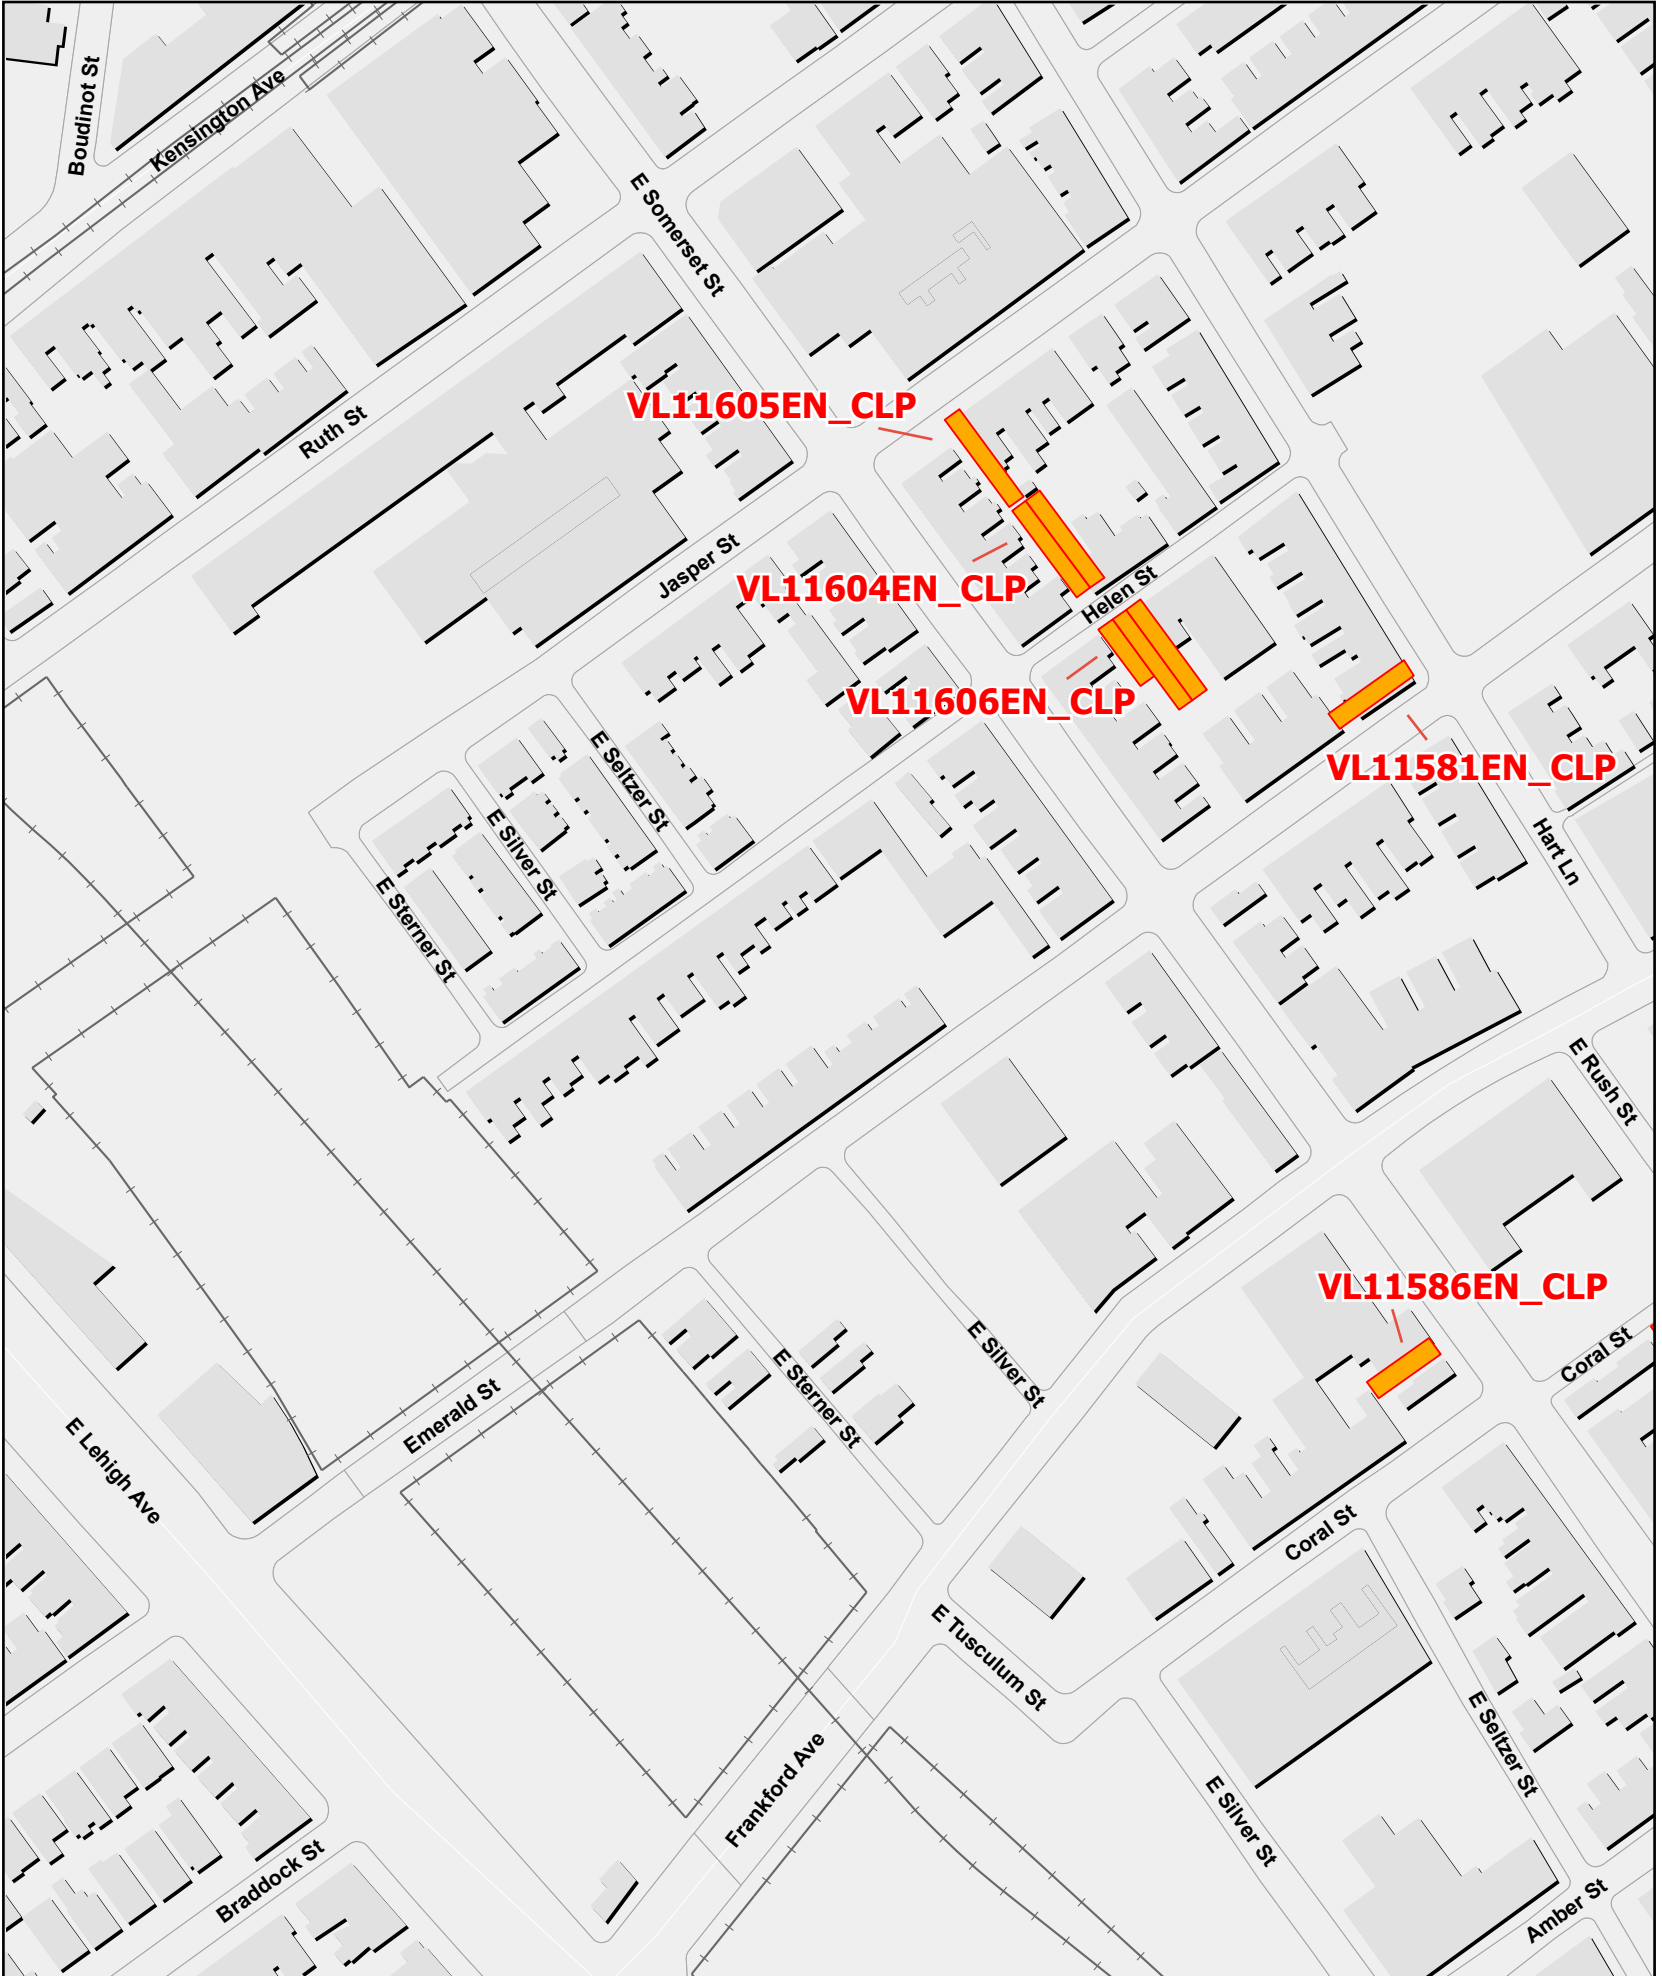 Boudinot St
Kensington Ave
E Somerset St
VL11605EN_CLP
Ruth St
Jasper St
VL11604EN_CLP
Helen St
VL11606EN_CLP
E Seltzer St
VL11581EN_CLP
E Silver St
Hart Ln
E Sterner St
E Rush St
VL11586EN_CLP
E Silver St
Coral St
E Sterner St
Emerald St
E Lehigh Ave
Coral St
E Tusculum St
E Seltzer St
Frankford Ave
E Silver St
Braddock St
Amber St